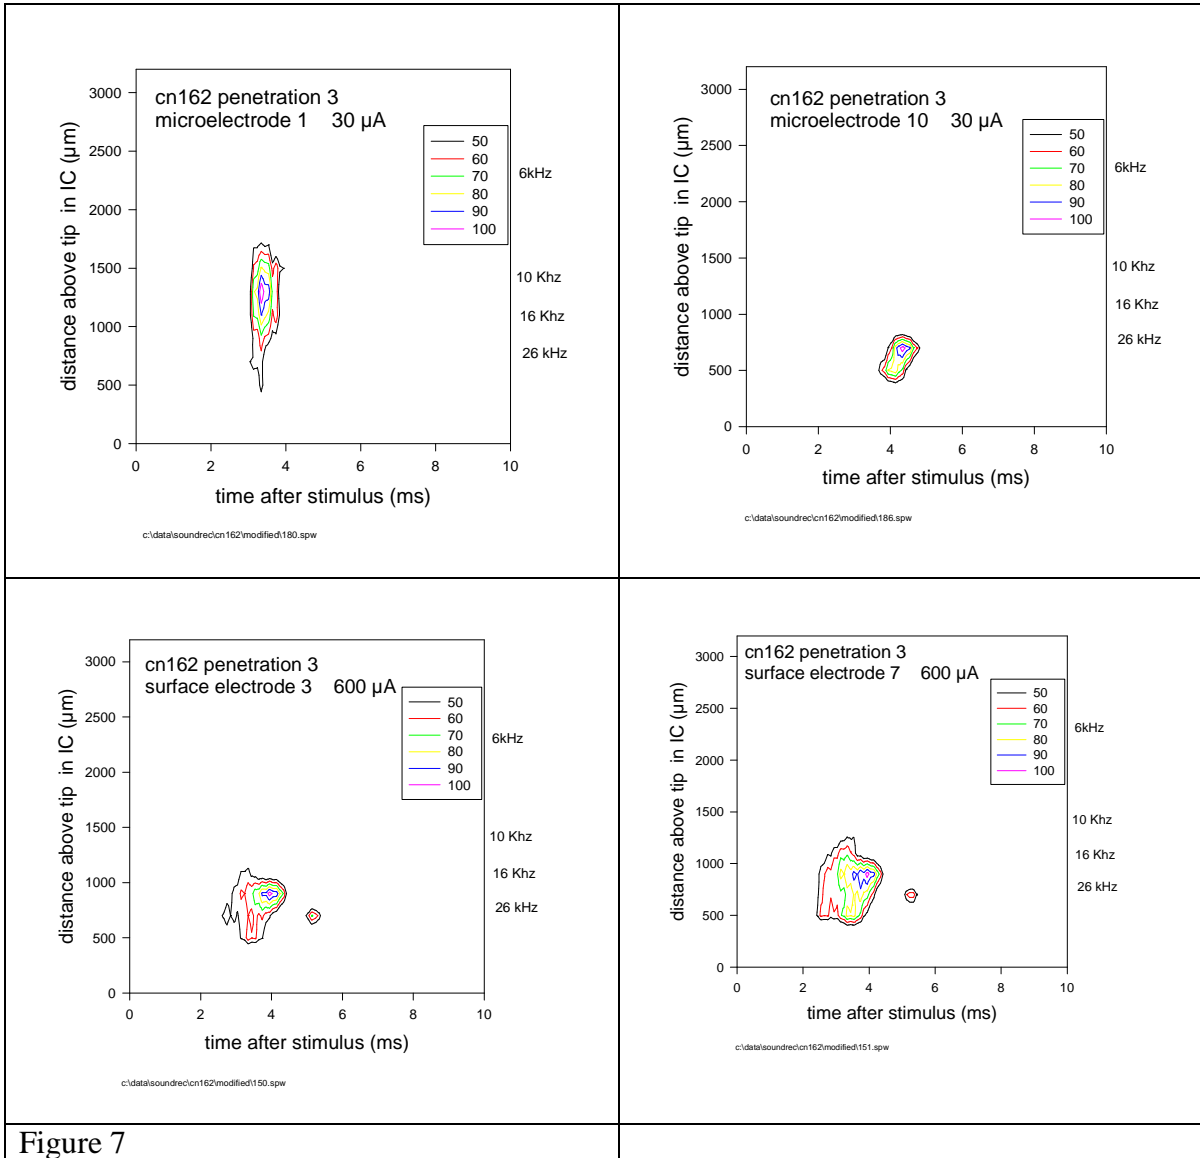 cn162 penetration 3
microelectrode 1    30 µA
distance above tip  in IC (µm)
3000
2500
2000
1500
1000
500
0
50
60
70
80
90
100
6kHz
10 Khz
16 Khz
26 kHz
0 2 4 6 8 10
time after stimulus (ms)
c:\data\soundrec\cn162\modified\180.spw
cn162 penetration 3
microelectrode 10    30 µA
distance above tip  in IC (µm)
3000
2500
2000
1500
1000
500
0
50
60
70
80
90
100
6kHz
10 Khz
16 Khz
26 kHz
0 2 4 6 8 10
time after stimulus (ms)
c:\data\soundrec\cn162\modified\186.spw
cn162 penetration 3
surface electrode 3    600 µA
distance above tip  in IC (µm)
3000
2500
2000
1500
1000
500
0
50
60
70
80
90
100
6kHz
10 Khz
16 Khz
26 kHz
0 2 4 6 8 10
time after stimulus (ms)
c:\data\soundrec\cn162\modified\150.spw
cn162 penetration 3
surface electrode 7    600 µA
distance above tip  in IC (µm)
3000
2500
2000
1500
1000
500
0
50
60
70
80
90
100
6kHz
10 Khz
16 Khz
26 kHz
0 2 4 6 8 10
time after stimulus (ms)
c:\data\soundrec\cn162\modified\151.spw
Figure 7